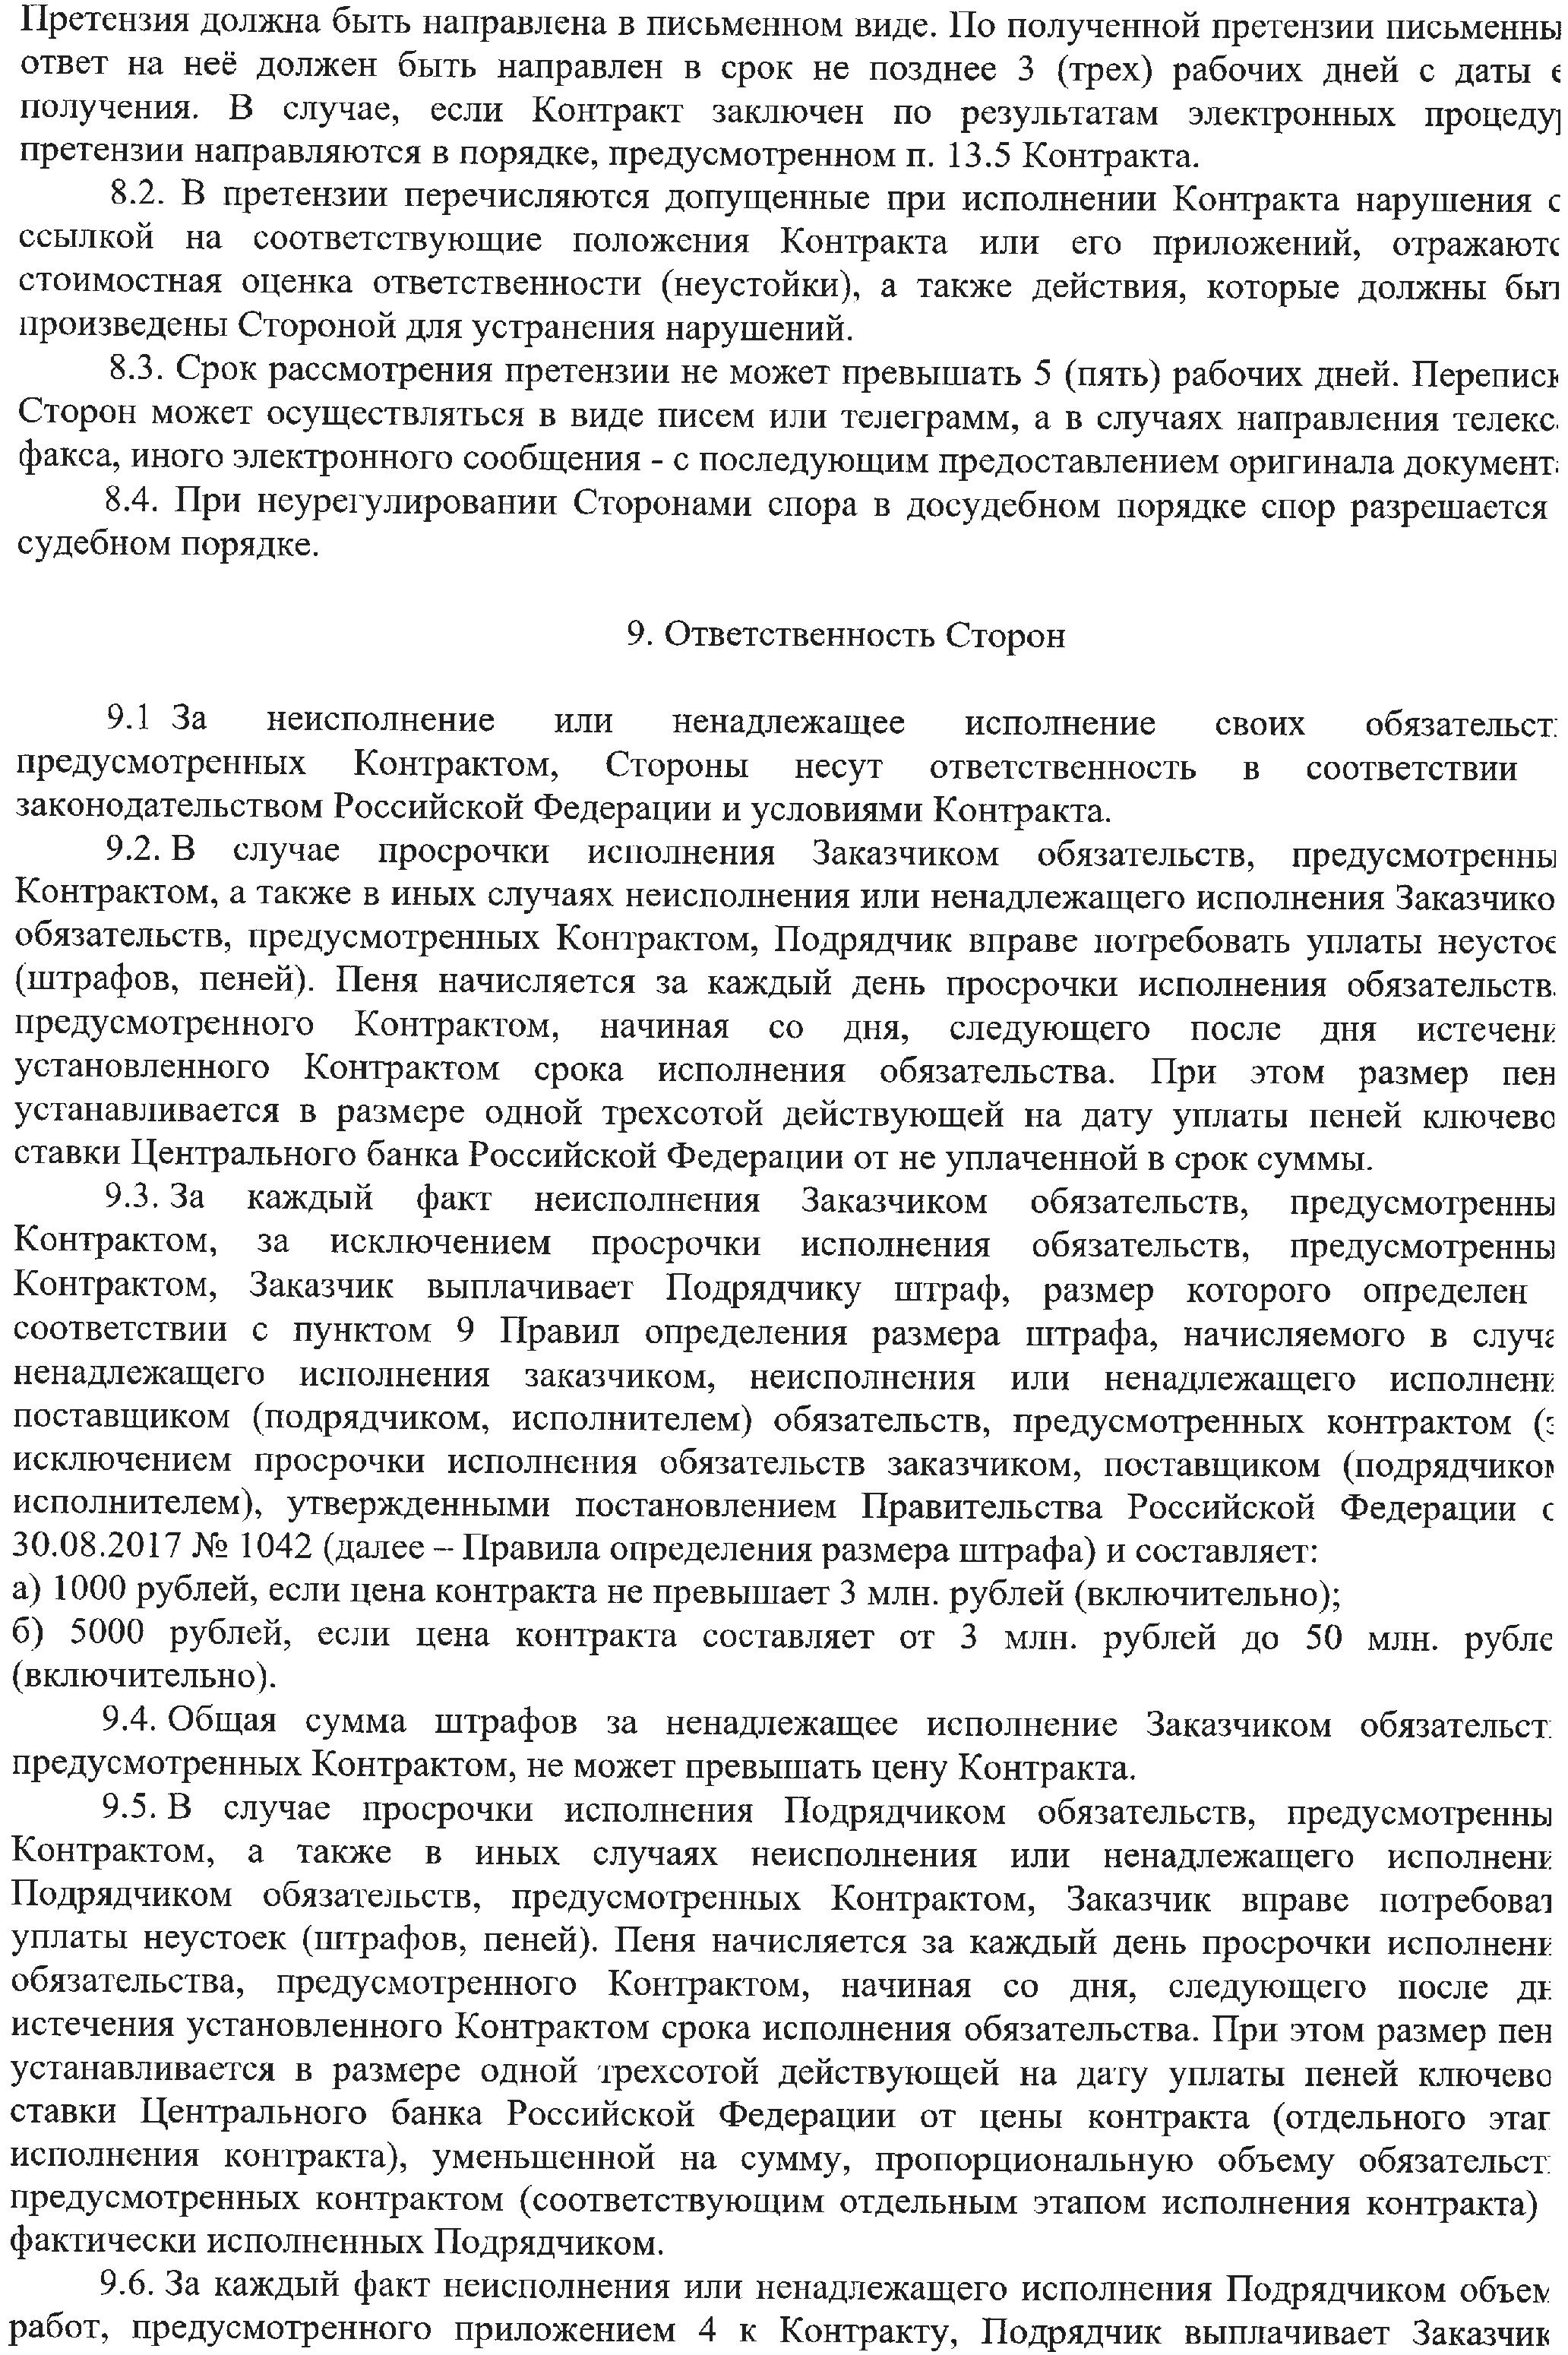 Претензия должна быть направлена в письменном виде. По полученной претензии письменны
ответ на неё должен быть направлен в срок не позднее 3 (трех) рабочих дней с даты е
получения. В случае, если Контракт заключен по результатам электронных процедур
претензии направляются в порядке, предусмотренном п. 13.5 Контракта.
8.2. В претензии перечисляются допущенные при исполнении Контракта нарушения с
ссылкой на соответствующие положения Контракта или его приложений, отражаютс
стоимостная оценка ответственности (неустойки), а также действия, которые должны быт
произведены Стороной для устранения нарушений.
8.3. Срок рассмотрения претензии не может превышать 5 (пять) рабочих дней. Переписк
Сторон может осуществляться в виде писем или телеграмм, а в случаях направления телекс
факса, иного электронного сообщения - с последующим предоставлением оригинала документ
8.4. При неурегулировании Сторонами спора в досудебном порядке спор разрешается
судебном порядке.
9. Ответственность Сторон
9.1 За неисполнение или ненадлежащее исполнение своих обязательст
предусмотренных Контрактом, Стороны несут ответственность в соответствии
законодательством Российской Федерации и условиями Контракта.
9.2. В случае просрочки исполнения Заказчиком обязательств, предусмотренны
Контрактом, а также в иных случаях неисполнения или ненадлежащего исполнения Заказчико
обязательств, предусмотренных Контрактом, Подрядчик вправе потребовать уплаты неустое
(штрафов, пеней). Пеня начисляется за каждый день просрочки исполнения обязательств
предусмотренного Контрактом, начиная со дня, следующего после дня истечени
установленного Контрактом срока исполнения обязательства. При этом размер пен
устанавливается в размере одной трехсотой действующей на дату уплаты пеней ключево
ставки Центрального банка Российской Федерации от не уплаченной в срок суммы.
9.3. За каждый факт неисполнения Заказчиком обязательств, предусмотренны
Контрактом, за исключением просрочки исполнения обязательств, предусмотренны
Контрактом, Заказчик выплачивает Подрядчику штраф, размер которого определен
соответствии с пунктом 9 Правил определения размера штрафа, начисляемого в случа
ненадлежащего исполнения заказчиком, неисполнения или ненадлежащего исполнени
поставщиком (подрядчиком, исполнителем) обязательств, предусмотренных контрактом (з
исключением просрочки исполнения обязательств заказчиком, поставщиком (подрядчиком
исполнителем), утвержденными постановлением Правительства Российской Федерации о
30.08.2017 № 1042 (далее – Правила определения размера штрафа) и составляет:
а) 1000 рублей, если цена контракта не превышает 3 млн. рублей (включительно);
б) 5000 рублей, если цена контракта составляет от 3 млн. рублей до 50 млн. рубле
(включительно).
9.4. Общая сумма штрафов за ненадлежащее исполнение Заказчиком обязательст
предусмотренных Контрактом, не может превышать цену Контракта.
9.5. В случае просрочки исполнения Подрядчиком обязательств, предусмотренны
Контрактом, а также в иных случаях неисполнения или ненадлежащего исполнени
Подрядчиком обязательств, предусмотренных Контрактом, Заказчик вправе потребоват
уплаты неустоек (штрафов, пеней). Пеня начисляется за каждый день просрочки исполнени
обязательства, предусмотренного Контрактом, начиная со дня, следующего после дн
истечения установленного Контрактом срока исполнения обязательства. При этом размер пен
устанавливается в размере одной трехсотой действующей на дату уплаты пеней ключево
ставки Центрального банка Российской Федерации от цены контракта (отдельного этап
исполнения контракта), уменьшенной на сумму, пропорциональную объему обязательст
предусмотренных контрактом (соответствующим отдельным этапом исполнения контракта)
фактически исполненных Подрядчиком.
9.6. За каждый факт неисполнения или ненадлежащего исполнения Подрядчиком объем
работ, предусмотренного приложением 4 к Контракту, Подрядчик выплачивает Заказчик